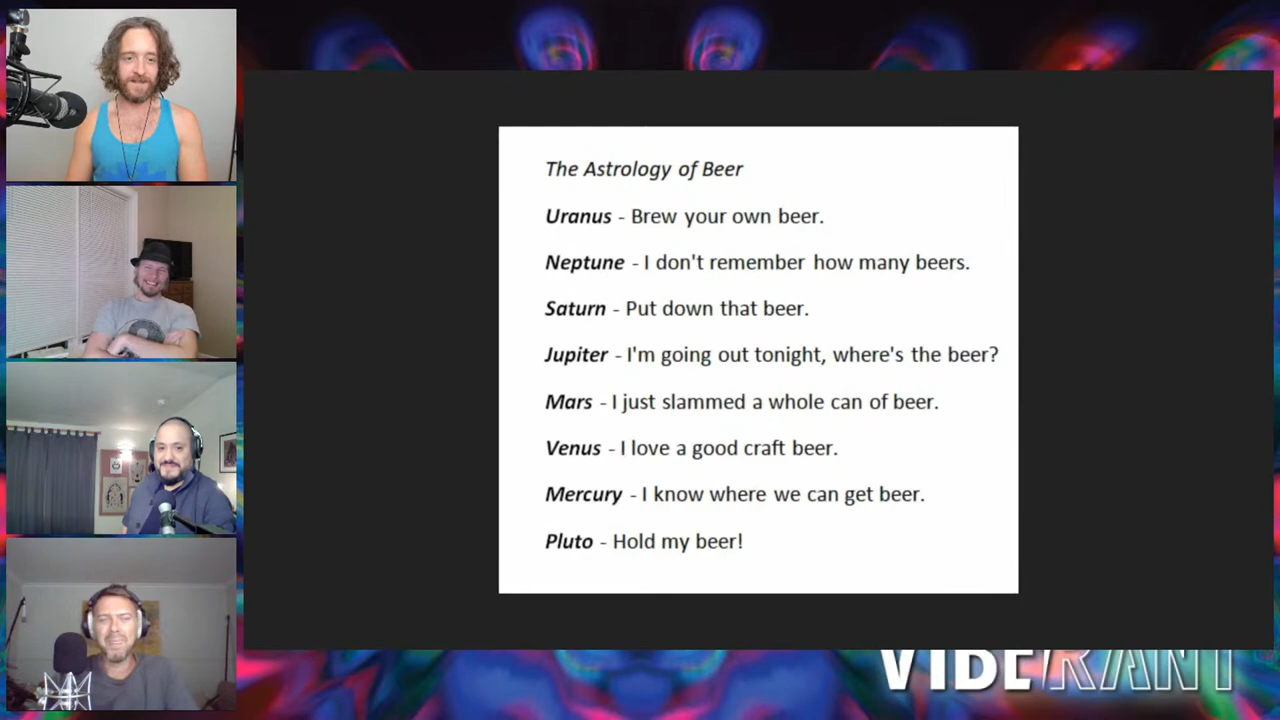 The Astrology of Beer
Uranus - Brew your own beer.
Neptune - I don't remember how many beers.
Saturn - Put down that beer.
Jupiter - I'm going out tonight, where's the beer?
Mars - I just slammed a whole can of beer.
Venus - I love a good craft beer.
Mercury - I know where we can get beer.
Pluto - Hold my beer!
VIBERANT